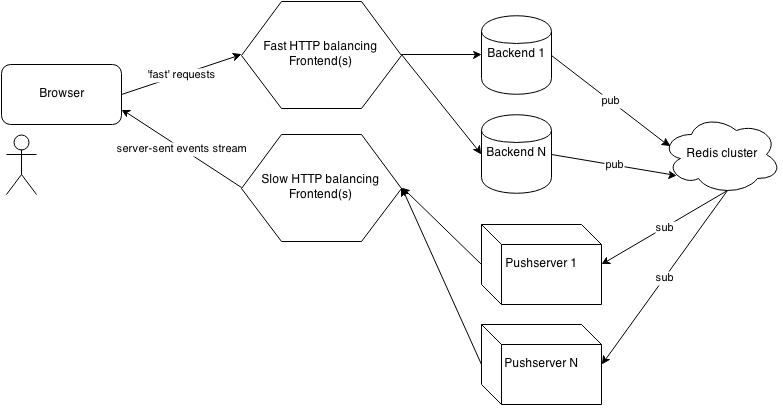 Fast HTTP balancing
Frontend(s)
Backend 1
'fast' requests
Browser
pub
server-sent events stream
Backend N
Redis cluster
pub
Slow HTTP balancing
Frontend(s)
sub
Pushserver 1
sub
Pushserver N